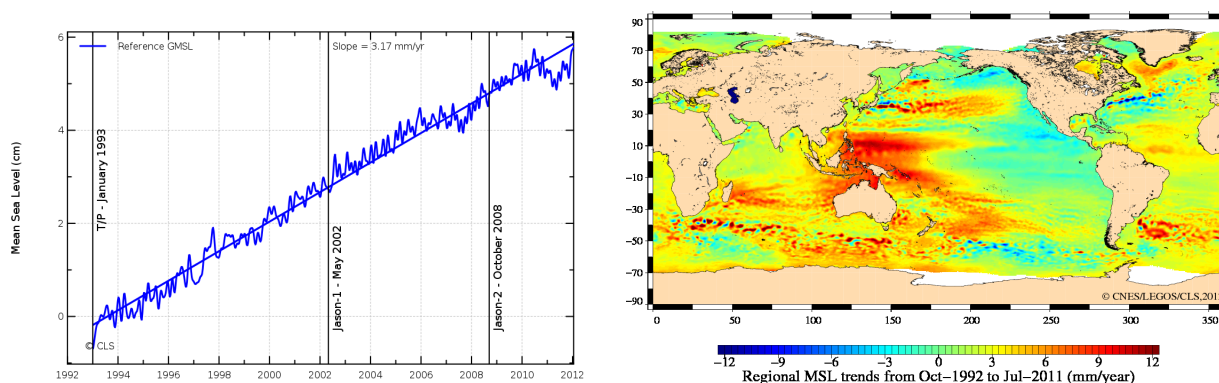 Reference GMSL
Slope = 3.17 mm/yr
Mean Sea Level (cm)
6
4
2
0
T/P - January 1993
Jason-1 - May 2002
Jason-2 - October 2008
© CLS
1992 1994 1996 1998 2000 2002 2004 2006 2008 2010 2012
90
70
50
30
10
−10
−30
−50
−70
−90
© CNES/LEGOS/CLS,201
0 50 100 150 200 250 300 350
−12 −9 −6 −3 0 3 6 9 12
Regional MSL trends from Oct−1992 to Jul−2011 (mm/year)